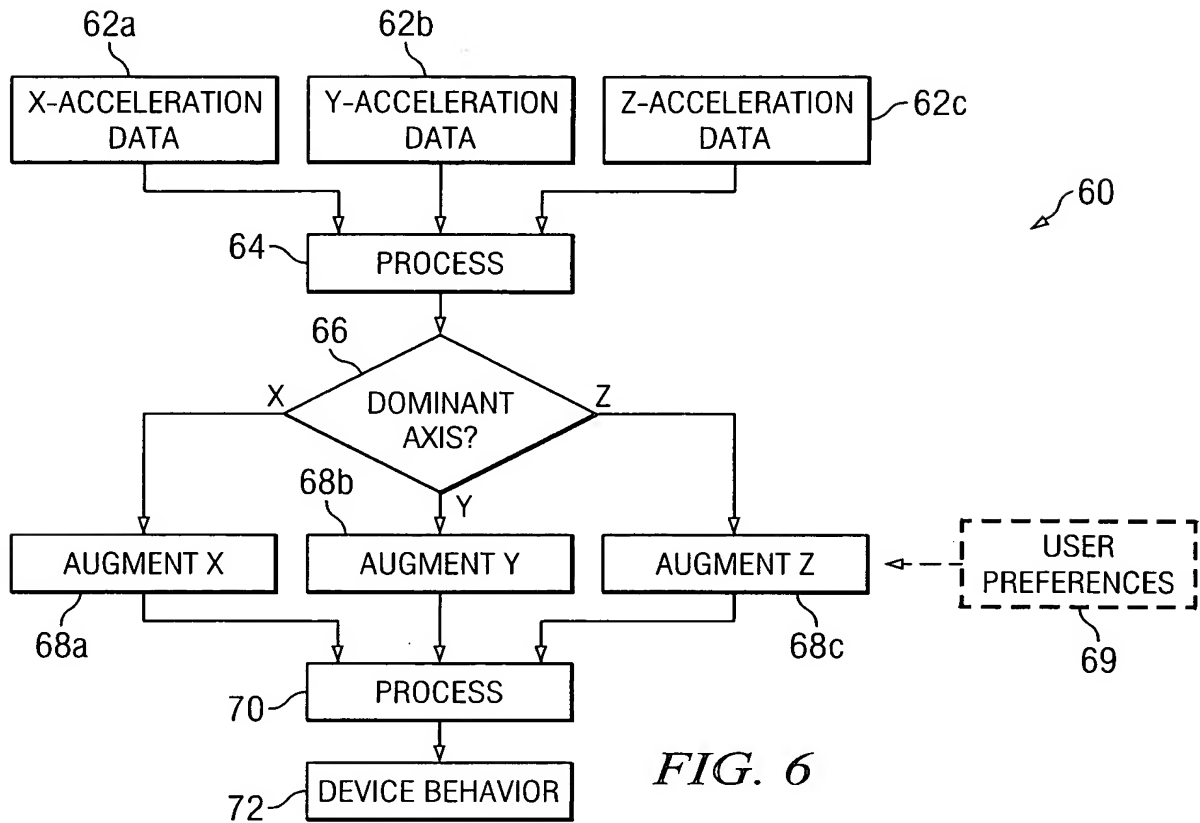 62a
62b
X-ACCELERATION
DATA
Y-ACCELERATION
DATA
Z-ACCELERATION
DATA
62c
60
64
PROCESS
66
X
DOMINANT
AXIS?
Z
Y
68b
AUGMENT X
AUGMENT Y
AUGMENT Z
USER
PREFERENCES
68a
68c
69
70
PROCESS
72
DEVICE BEHAVIOR
FIG. 6